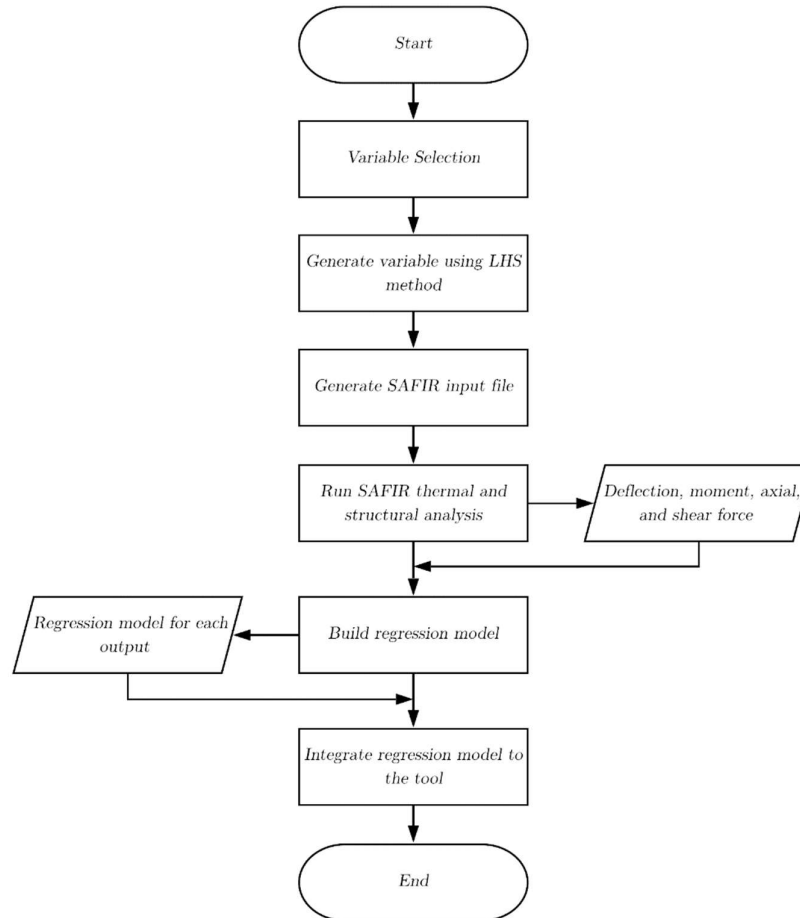 Start
Variable Selection
Generate variable using LHS
method
Generate SAFIR input file
Run SAFIR thermal and
structural analysis
Deflection, moment, axial,
and shear force
Build regression model
Regression model for each
output
Integrate regression model to
the tool
End